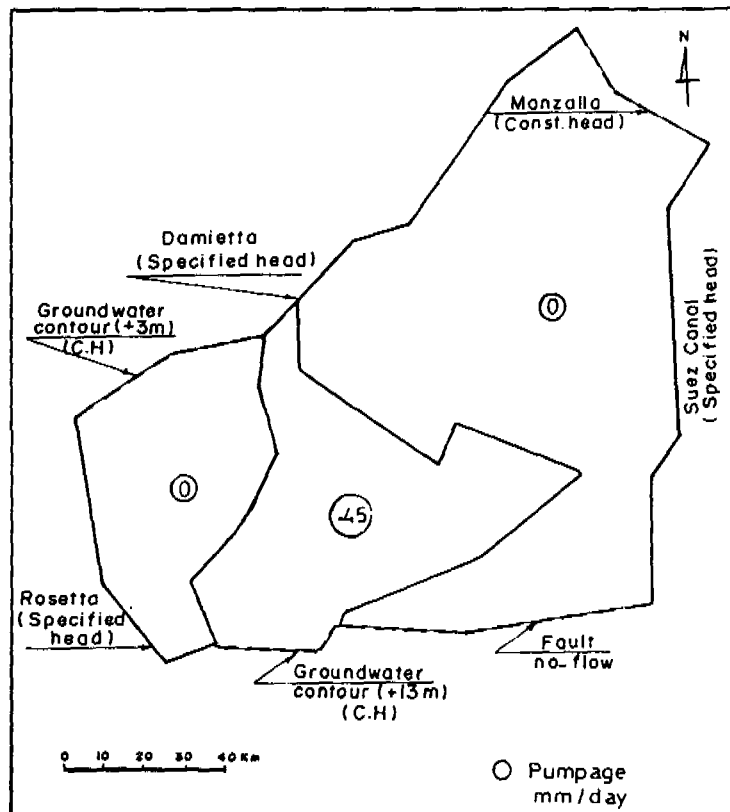 N
Manzalla
(Const. head)
Damietta
(Specified head)
Groundwater
contour (+3m)
(C.H)
0
Suez Canal
(Specified head)
0
.45
Rosetta
(Specified
head)
Fault
no-flow
Groundwater
contour (+13m)
(C.H)
0 10 20 40 Km
Pumpage
mm/day